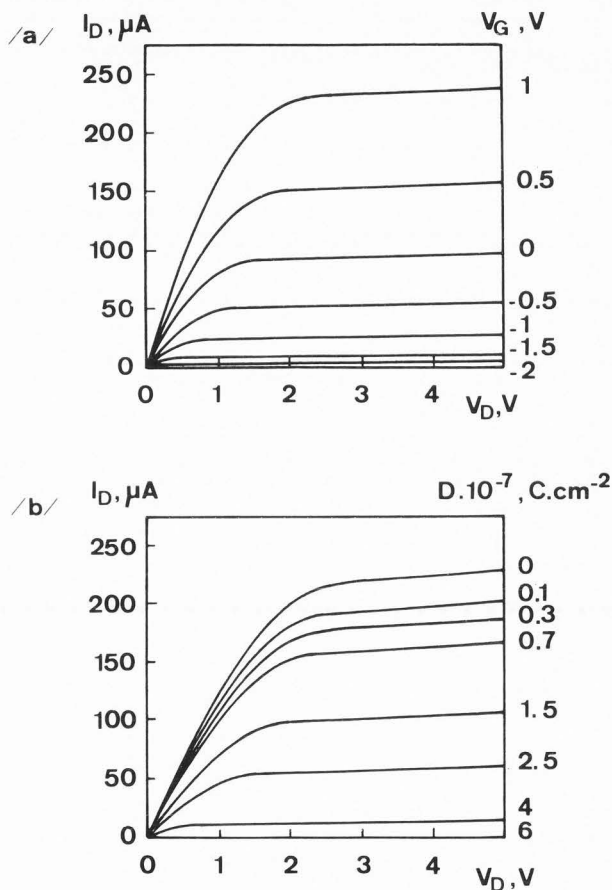 /a/
I_D , μA
V_G , V
250
200
150
100
50
0
1
0.5
0
-0.5
-1
-1.5
-2
0 1 2 3 4
V_D , V
/b/
I_D , μA
D.10⁻⁷ , C.cm⁻²
250
200
150
100
50
0
0
0.1
0.3
0.7
1.5
2.5
4
6
0 1 2 3 4
V_D , V